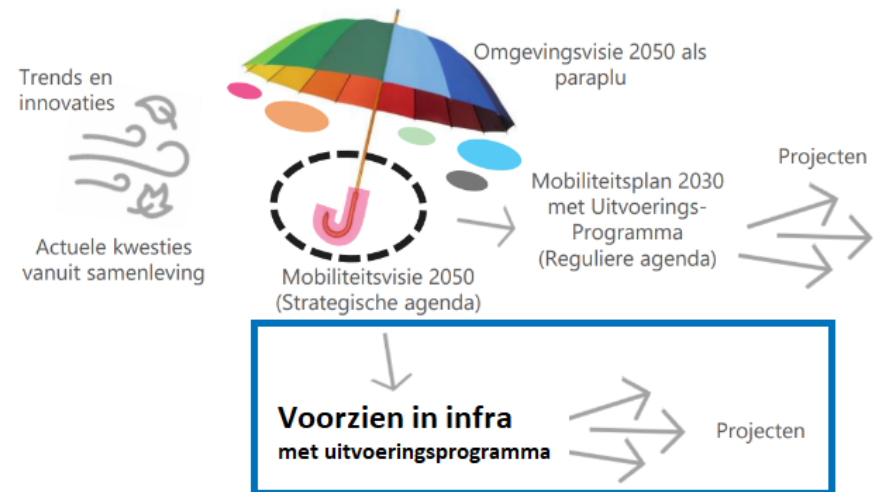 Trends en
innovaties
Omgevingsvisie 2050 als
paraplu
Actuele kwesties
vanuit samenleving
Mobiliteitsvisie 2050
(Strategische agenda)
Mobiliteitsplan 2030
met Uitvoerings-
Programma
(Reguliere agenda)
Projecten
Voorzien in infra
met uitvoeringsprogramma
Projecten